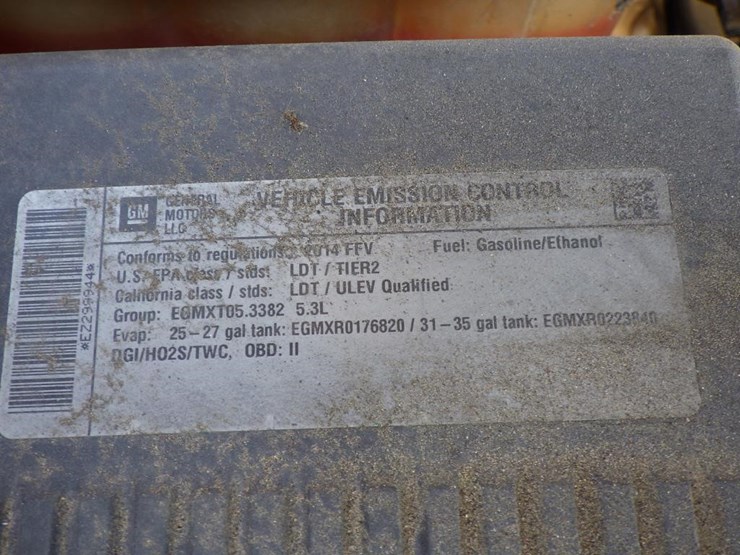 GM
GENERAL
MOTORS
LLC
VEHICLE EMISSION CONTROL
INFORMATION
Conforms to regulations: 2014 FFV
Fuel: Gasoline/Ethanol
U.S. EPA class / stds: LDT / TIER2
California class / stds: LDT / ULEV Qualified
Group: EGMXT05.3382 5.3L
Evap: 25-27 gal tank: EGMXR0176820 / 31-35 gal tank: EGMXR0223840
DGI/HO2S/TWC, OBD: II
*EZ299944*